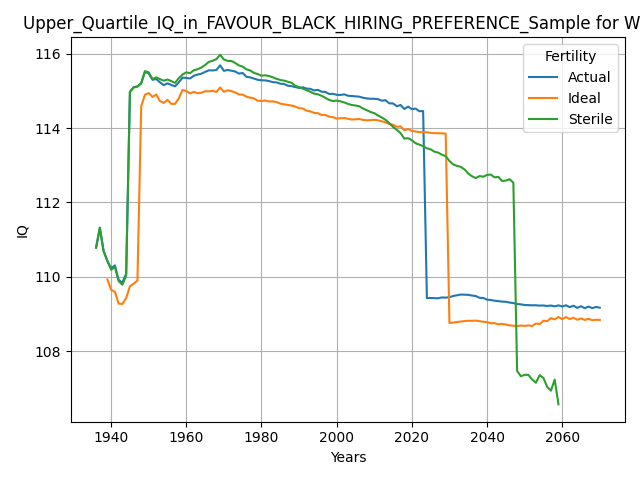 Upper_Quartile_IQ_in_FAVOUR_BLACK_HIRING_PREFERENCE_Sample for W
Fertility
Actual
Ideal
Sterile
116
114
112
110
108
IQ
1940 1960 1980 2000 2020 2040 2060
Years